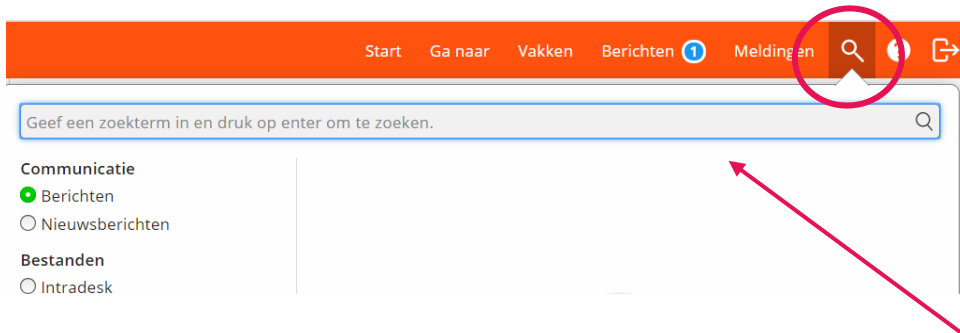 Start Ga naar Vakken Berichten 1 Meldingen ?
Geef een zoekterm in en druk op enter om te zoeken.
Communicatie
Berichten
Nieuwsberichten
Bestanden
Intradesk